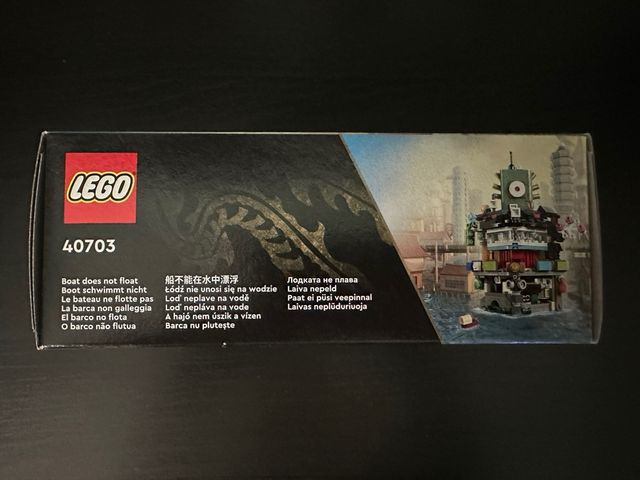 LEGO
40703
Boat does not float
Boot schwimmt nicht
Le bateau ne flotte pas
La barca non galleggia
El barco no flota
O barco não flutua
船不能在水中漂浮
Łódź nie unosi się na wodzie
Loď neplave na vodě
Loď nepláva na vode
A hajó nem úszik a vízen
Barca nu plutește
Лодката не плава
Laiva nepeld
Paat ei püsi veepinnal
Laivas neplūduriuoja